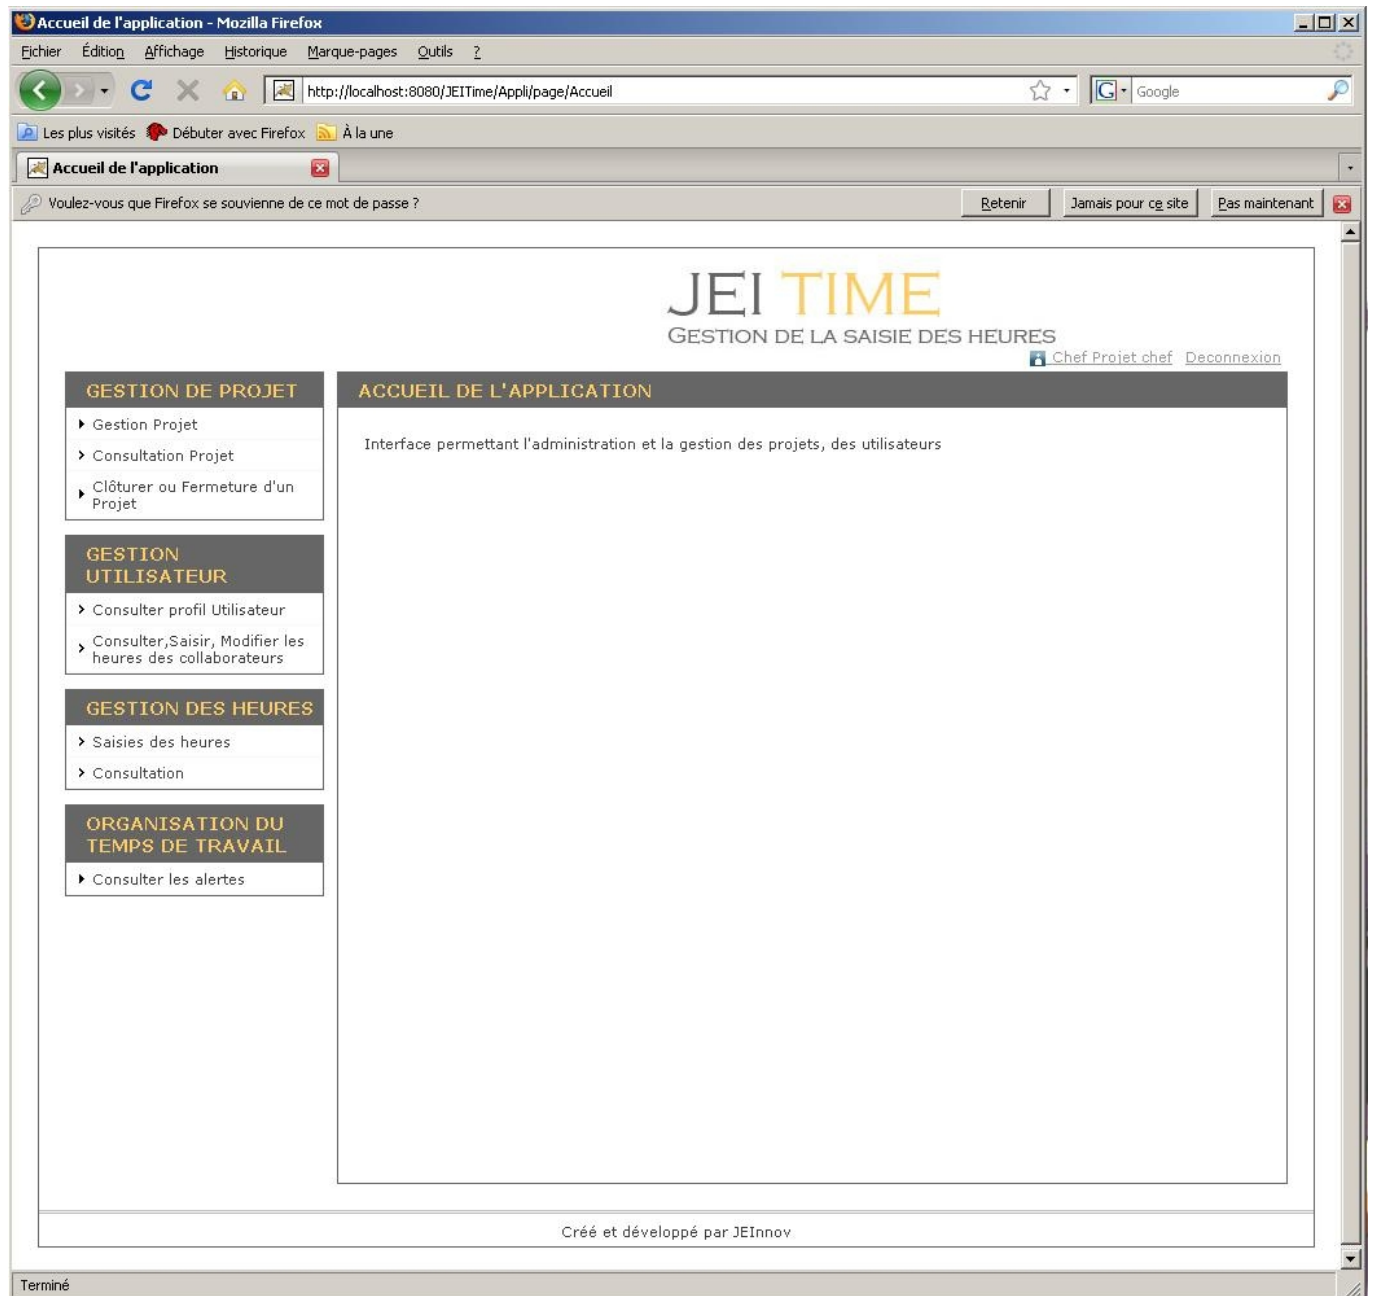 Accueil de l'application - Mozilla Firefox
Fichier Édition Affichage Historique Marque-pages Outils ?
http://localhost:8080/JEITime/Appli/page/Accueil
G Google
Les plus visités Débuter avec Firefox À la une
Accueil de l'application
Voulez-vous que Firefox se souvienne de ce mot de passe ? Retenir Jamais pour ce site Pas maintenant
JEI TIME
GESTION DE LA SAISIE DES HEURES
Chef Projet chef Deconnexion
GESTION DE PROJET
Gestion Projet
Consultation Projet
Clôturer ou Fermeture d'un
Projet
GESTION
UTILISATEUR
Consulter profil Utilisateur
Consulter,Saisir, Modifier les
heures des collaborateurs
GESTION DES HEURES
Saisies des heures
Consultation
ORGANISATION DU
TEMPS DE TRAVAIL
Consulter les alertes
ACCUEIL DE L'APPLICATION
Interface permettant l'administration et la gestion des projets, des utilisateurs
Créé et développé par JEInnov
Terminé